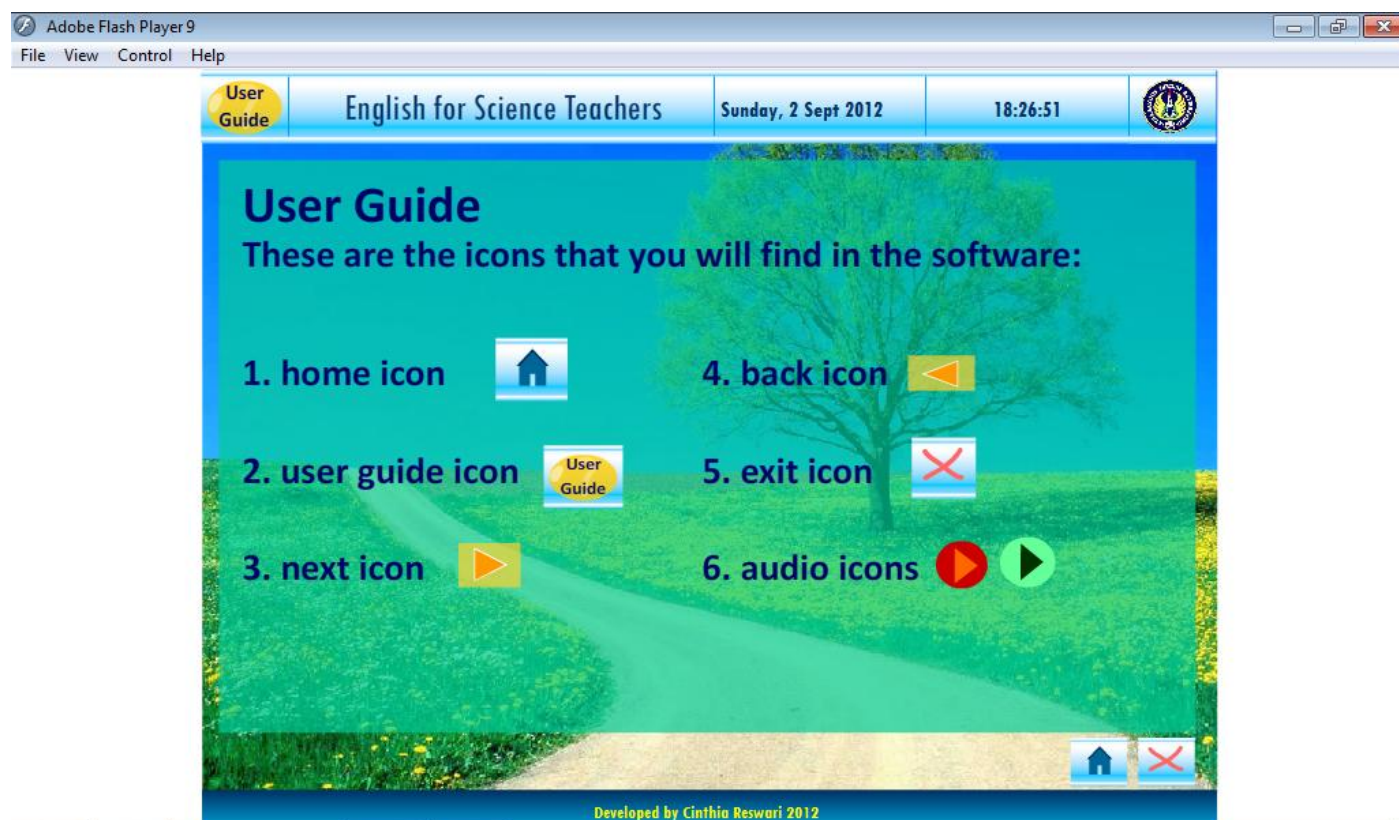 Adobe Flash Player 9
File View Control Help
User
Guide
English for Science Teachers
Sunday, 2 Sept 2012
18:26:51
User Guide
These are the icons that you will find in the software:
1. home icon
2. user guide icon
User
Guide
3. next icon
4. back icon
5. exit icon
6. audio icons
Developed by Cinthia Reswari 2012